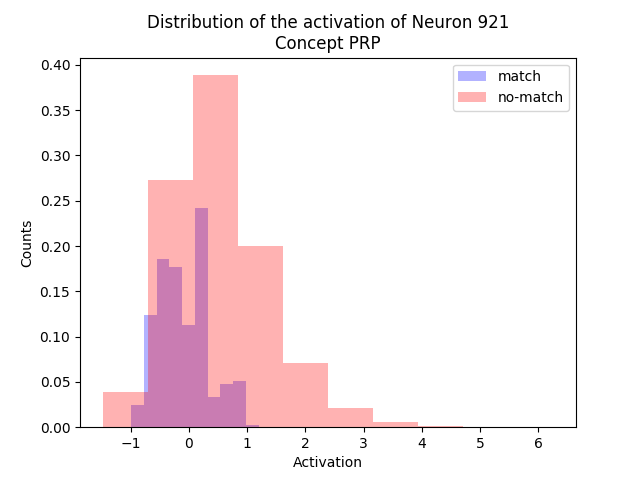 Distribution of the activation of Neuron 921
Concept PRP
match
no-match
Counts
0.40
0.35
0.30
0.25
0.20
0.15
0.10
0.05
0.00
−1 0 1 2 3 4 5 6
Activation